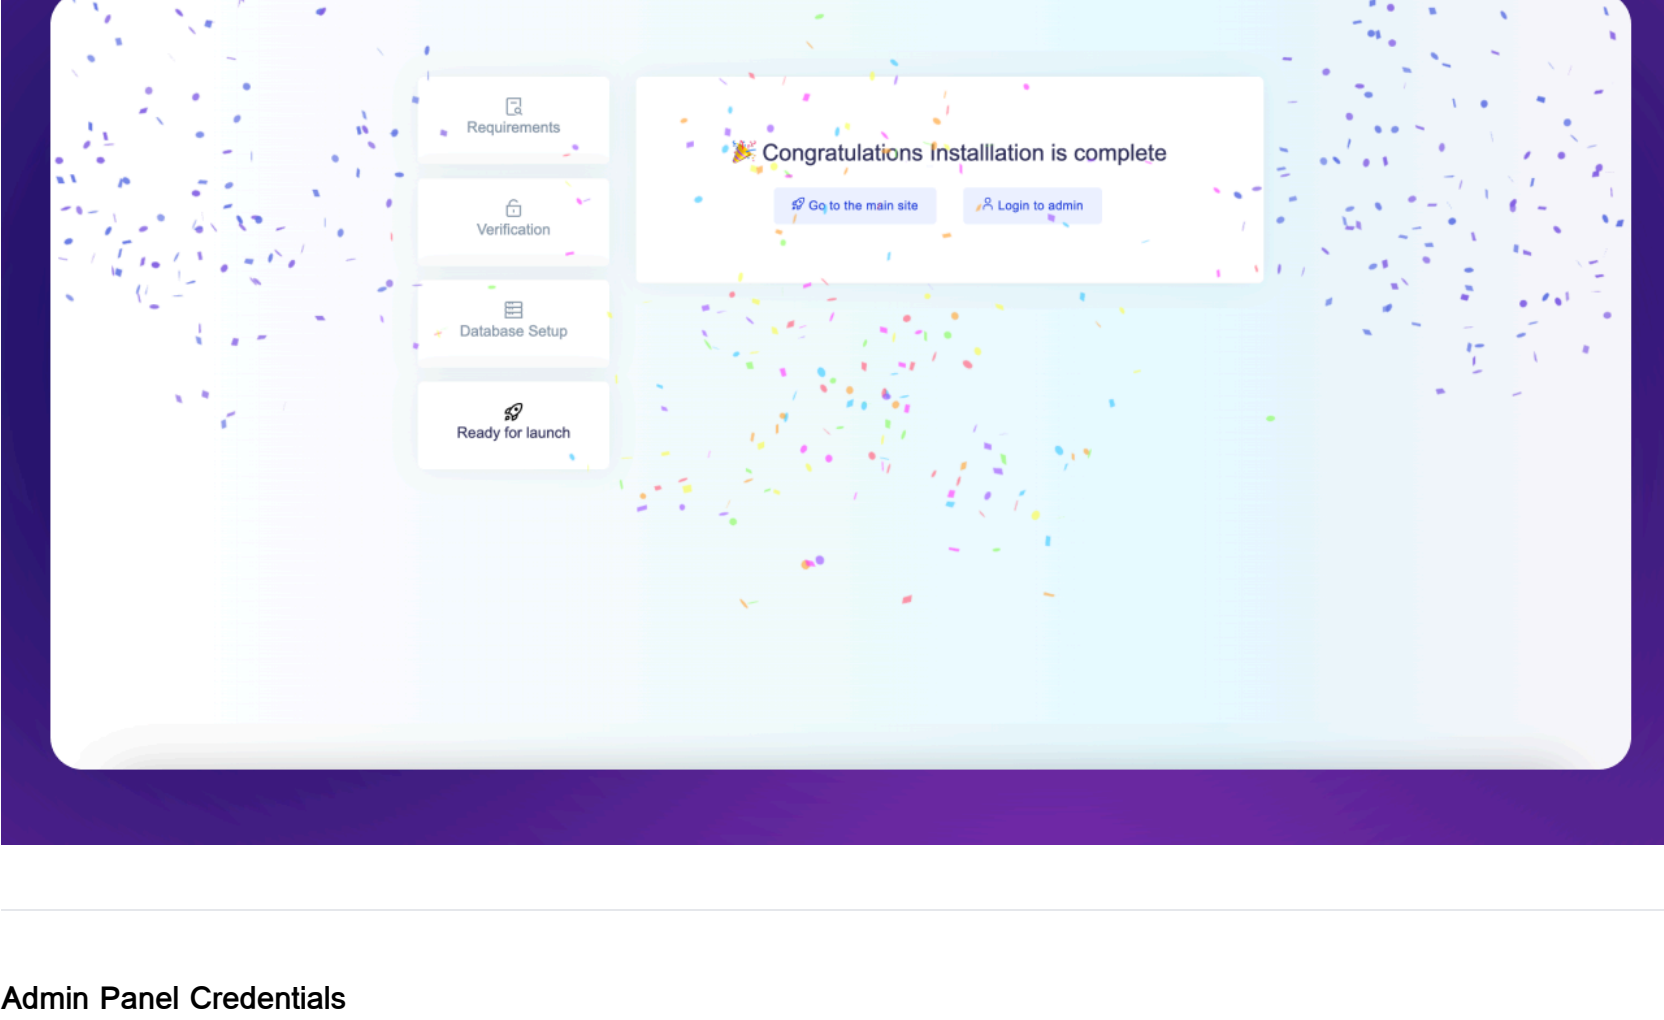 Requirements
Verification
Database Setup
Ready for launch
🎉 Congratulations Installlation is complete
Go to the main site
Login to admin
Admin Panel Credentials